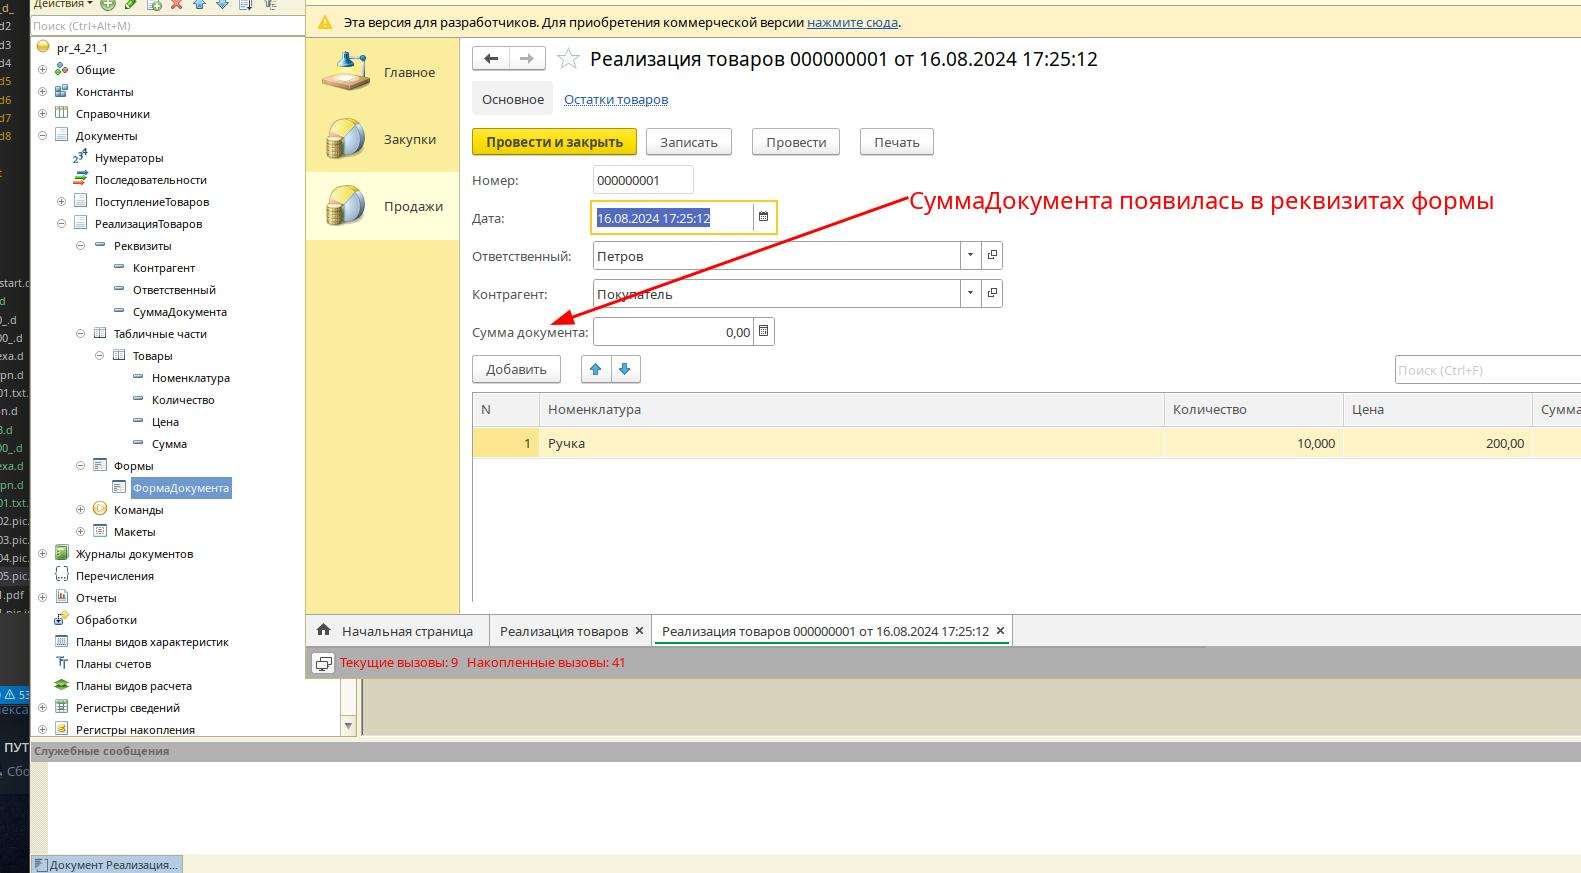 Действия
Поиск (Ctrl+Alt+M)
pr_4_21_1
Общие
Константы
Справочники
Документы
Нумераторы
Последовательности
ПоступлениеТоваров
РеализацияТоваров
Реквизиты
Контрагент
Ответственный
СуммаДокумента
Табличные части
Товары
Номенклатура
Количество
Цена
Сумма
Формы
ФормаДокумента
Команды
Макеты
Журналы документов
Перечисления
Отчеты
Обработки
Планы видов характеристик
Планы счетов
Планы видов расчета
Регистры сведений
Регистры накопления
Эта версия для разработчиков. Для приобретения коммерческой версии нажмите сюда.
Главное
Закупки
Продажи
Реализация товаров 000000001 от 16.08.2024 17:25:12
Основное Остатки товаров
Провести и закрыть Записать Провести Печать
Номер: 000000001
СуммаДокумента появилась в реквизитах формы
Дата: 16.08.2024 17:25:12
Ответственный: Петров
Контрагент: Покупатель
Сумма документа: 0,00
Добавить Поиск (Ctrl+F)
N Номенклатура Количество Цена Сумма
1 Ручка 10,000 200,00
Начальная страница Реализация товаров × Реализация товаров 000000001 от 16.08.2024 17:25:12 ×
Текущие вызовы: 9 Накопленные вызовы: 41
Служебные сообщения
Документ Реализация...